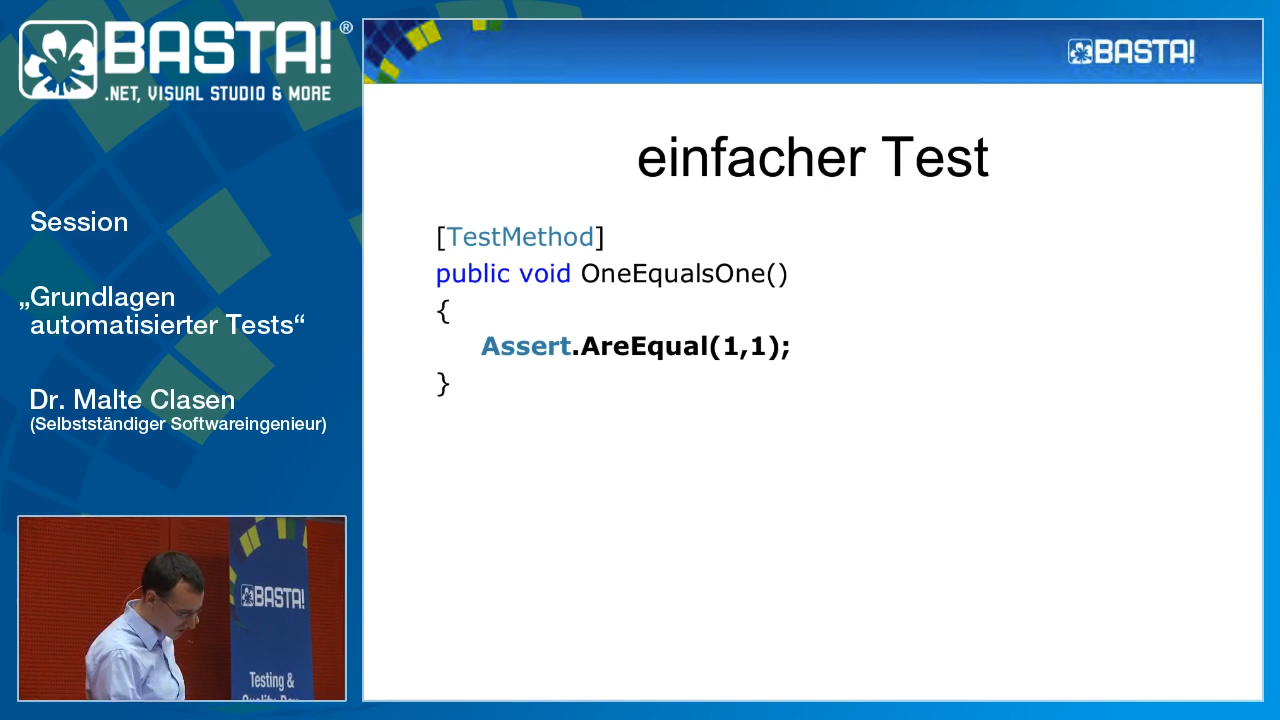 BASTA!®
.NET, VISUAL STUDIO & MORE
Session
„Grundlagen
automatisierter Tests“
Dr. Malte Clasen
(Selbstständiger Softwareingenieur)
BASTA!
Testing &
BASTA!
einfacher Test
[TestMethod]
public void OneEqualsOne()
{
Assert.AreEqual(1,1);
}